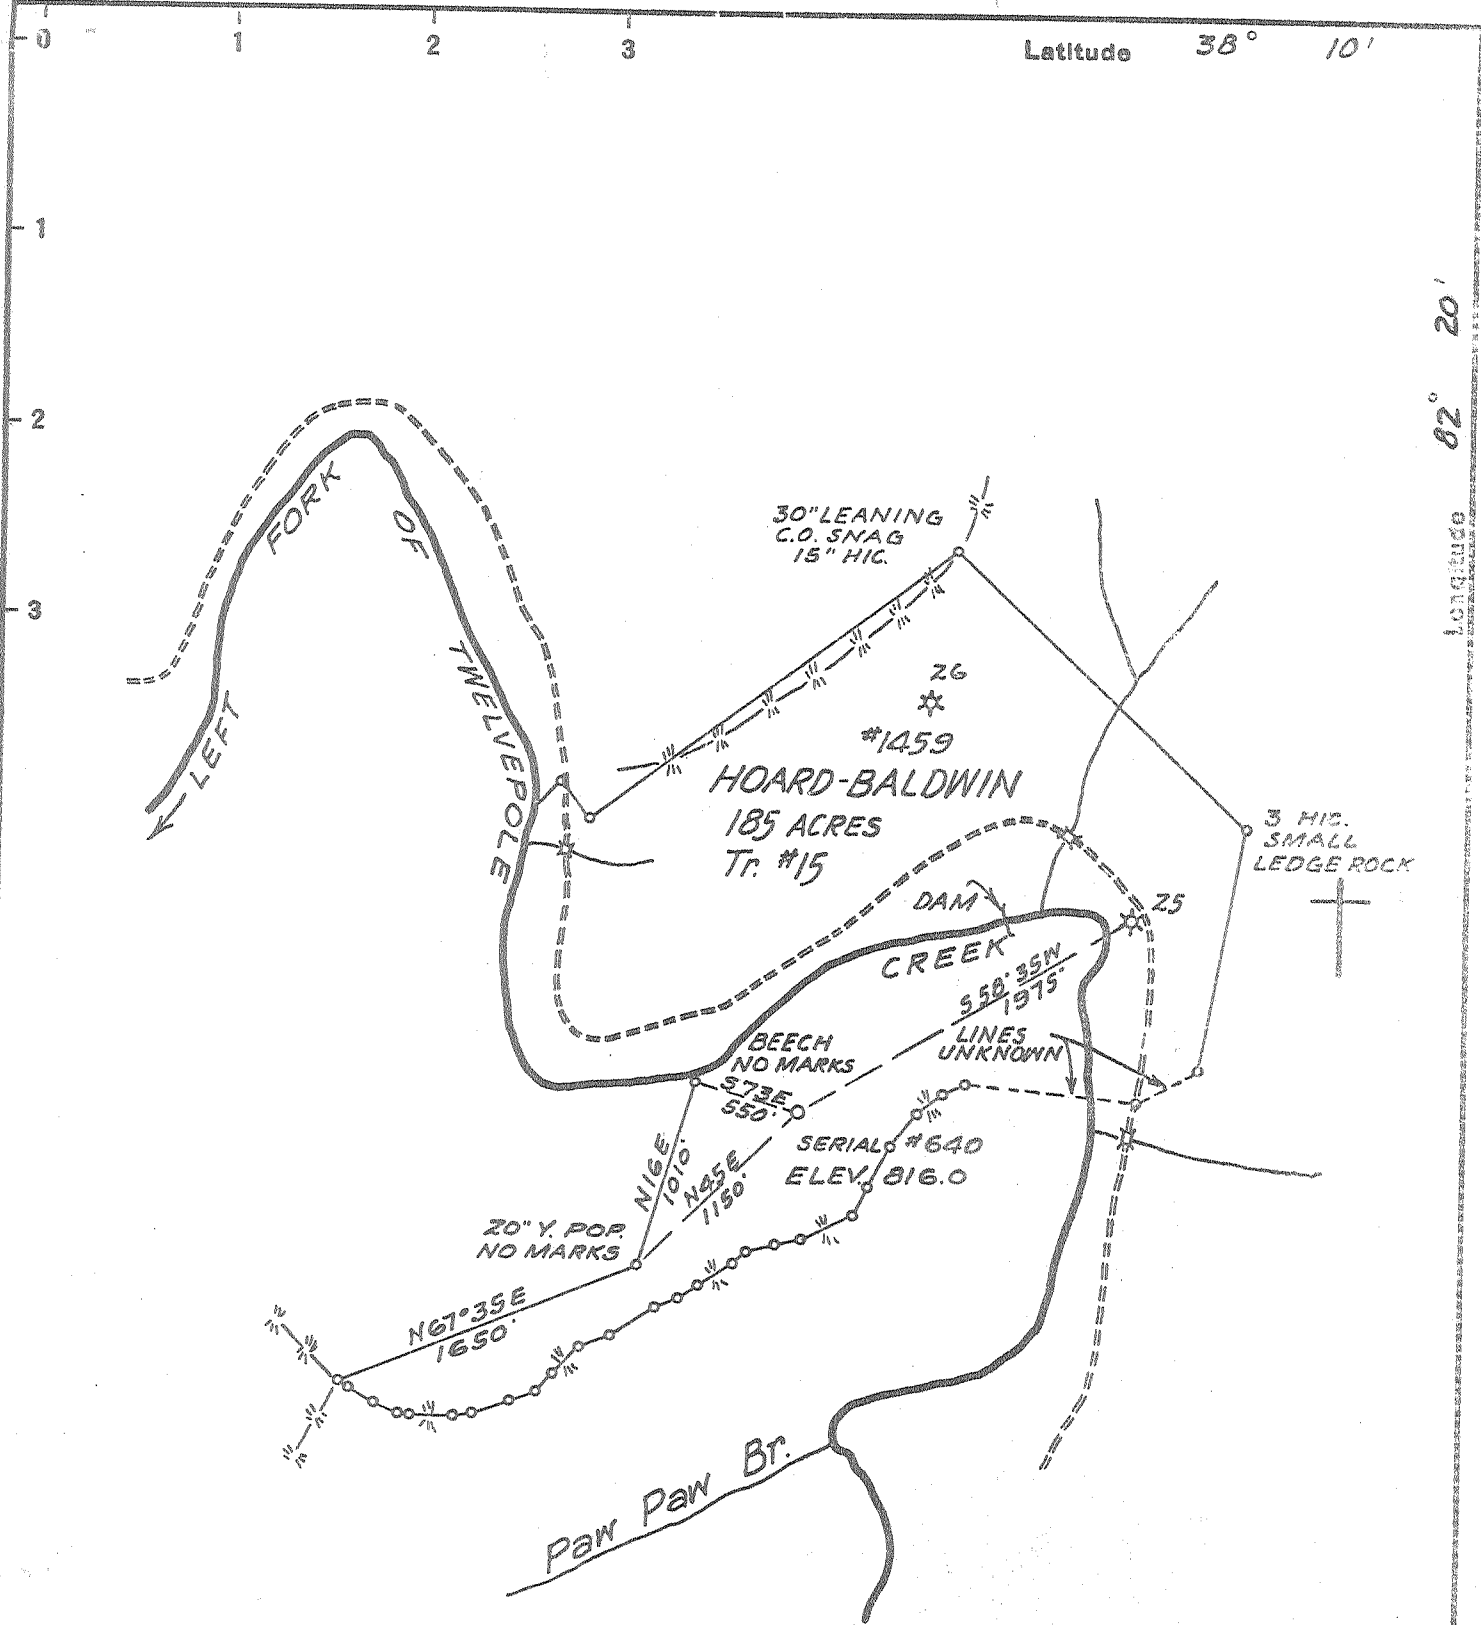 0 1 2 3
Latitude 38° 10'
1
2
3
82° 20'
Longitude
LEFT FORK OF TWELVEPOLE CREEK
30" LEANING
C.O. SNAG
15" HIC.
26
#1459
HOARD-BALDWIN
185 ACRES
Tr. #15
3 HIC.
SMALL
LEDGE ROCK
DAM
25
S58°35W
1975'
LINES
UNKNOWN
BEECH
NO MARKS
S73E
550'
SERIAL #640
ELEV. 816.0
N16E
1010'
N45E
1150'
20" Y. POP.
NO MARKS
N67°35E
1650'
Paw Paw Br.